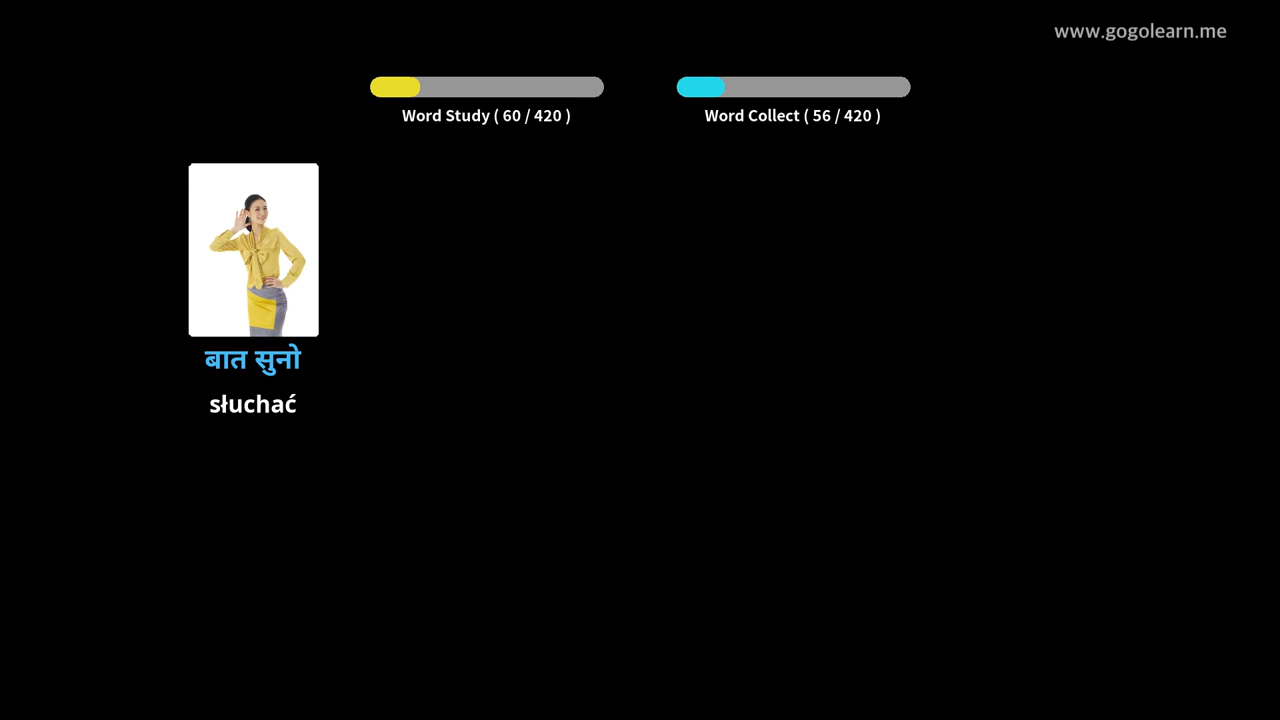 www.gogolearn.me
Word Study ( 60 / 420 )
Word Collect ( 56 / 420 )
बात सुनो
słuchać